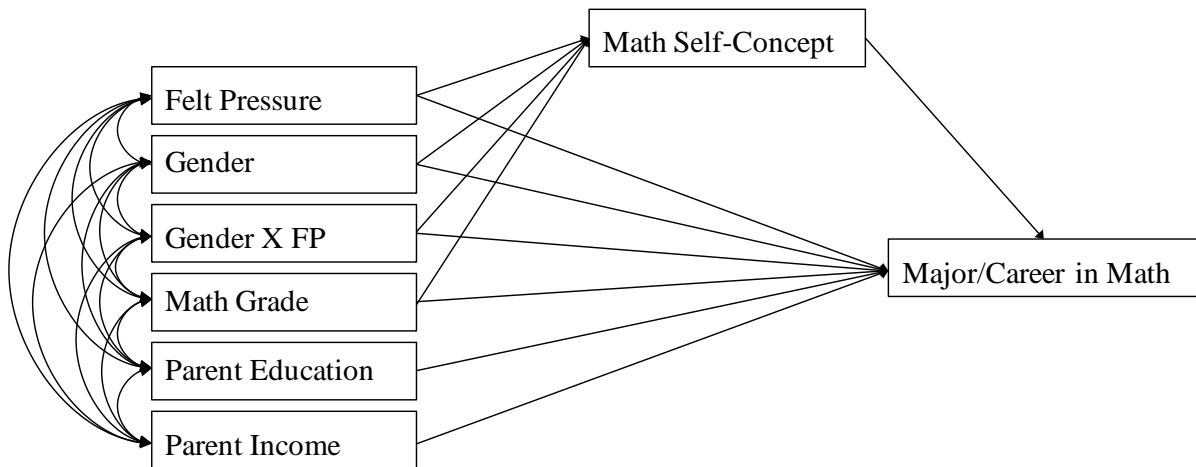 Math Self-Concept
Felt Pressure
Gender
Gender X FP
Math Grade
Parent Education
Parent Income
Major/Career in Math